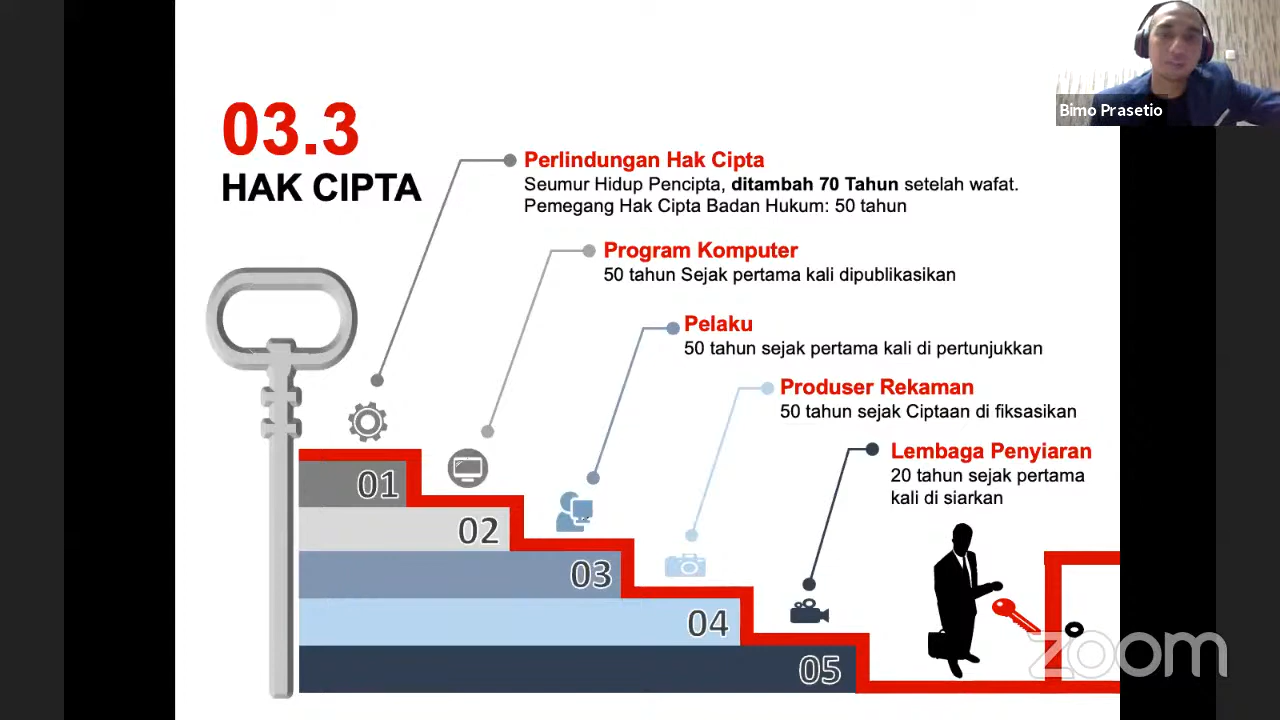 Bimo Prasetio
03.3
HAK CIPTA
Perlindungan Hak Cipta
Seumur Hidup Pencipta, ditambah 70 Tahun setelah wafat.
Pemegang Hak Cipta Badan Hukum: 50 tahun
Program Komputer
50 tahun Sejak pertama kali dipublikasikan
Pelaku
50 tahun sejak pertama kali di pertunjukkan
Produser Rekaman
50 tahun sejak Ciptaan di fiksasikan
Lembaga Penyiaran
20 tahun sejak pertama
kali di siarkan
01
02
03
04
05
zoom